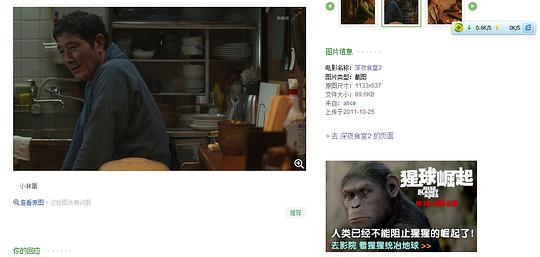 0.6K/S
0K/S
图片信息 · · · · · ·
电影名称: 深夜食堂2
图片类型: 截图
原图尺寸: 1133x637
文件大小: 89.6KB
来自: alice
上传于2011-10-25
> 去 深夜食堂2 的页面
小林薰
查看原图 > 这张图片有问题
推荐
你的回应 · · · · · ·
猩球崛起
人类已经不能阻止猩猩的崛起了!
去影院 看猩猩统治地球 >>